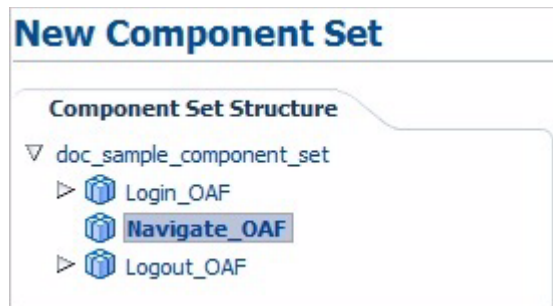 New Component Set
Component Set Structure
doc_sample_component_set
Login_OAF
Navigate_OAF
Logout_OAF